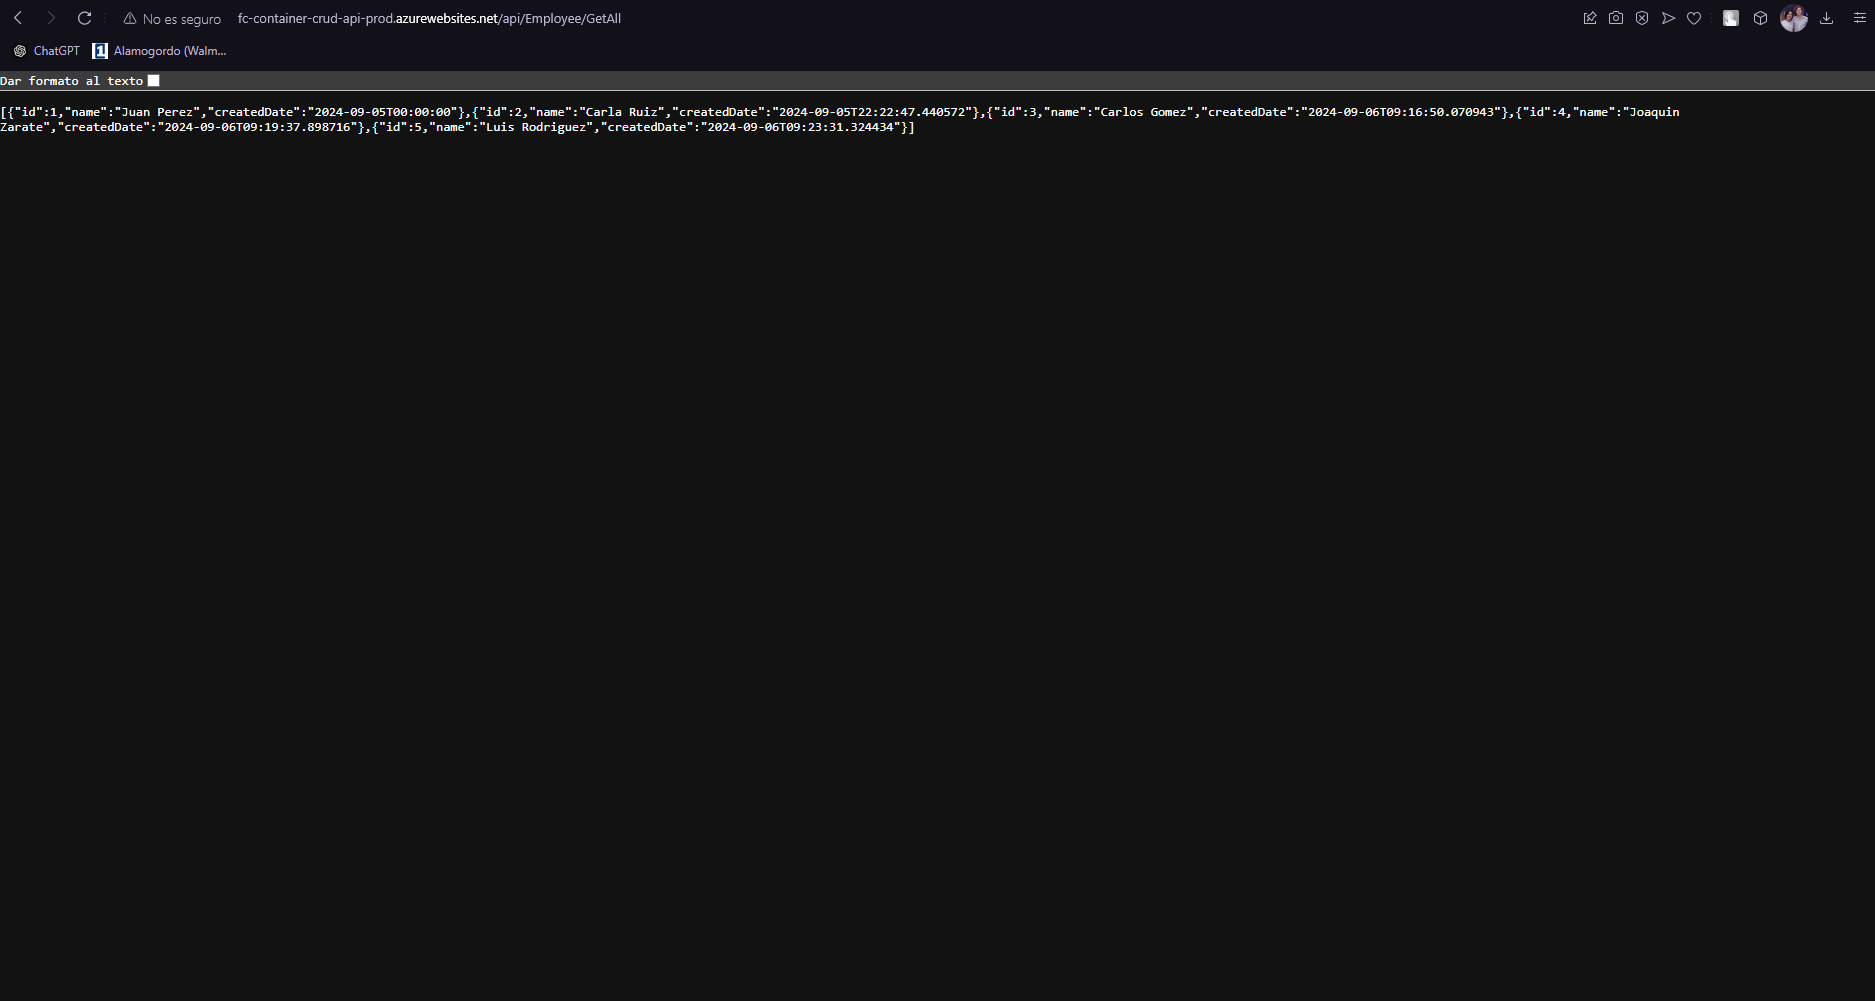 No es seguro fc-container-crud-api-prod.azurewebsites.net/api/Employee/GetAll
ChatGPT Alamogordo (Walm...
Dar formato al texto
[{"id":1,"name":"Juan Perez","createdDate":"2024-09-05T00:00:00"},{"id":2,"name":"Carla Ruiz","createdDate":"2024-09-05T22:22:47.440572"},{"id":3,"name":"Carlos Gomez","createdDate":"2024-09-06T09:16:50.070943"},{"id":4,"name":"Joaquin
Zarate","createdDate":"2024-09-06T09:19:37.898716"},{"id":5,"name":"Luis Rodriguez","createdDate":"2024-09-06T09:23:31.324434"}]